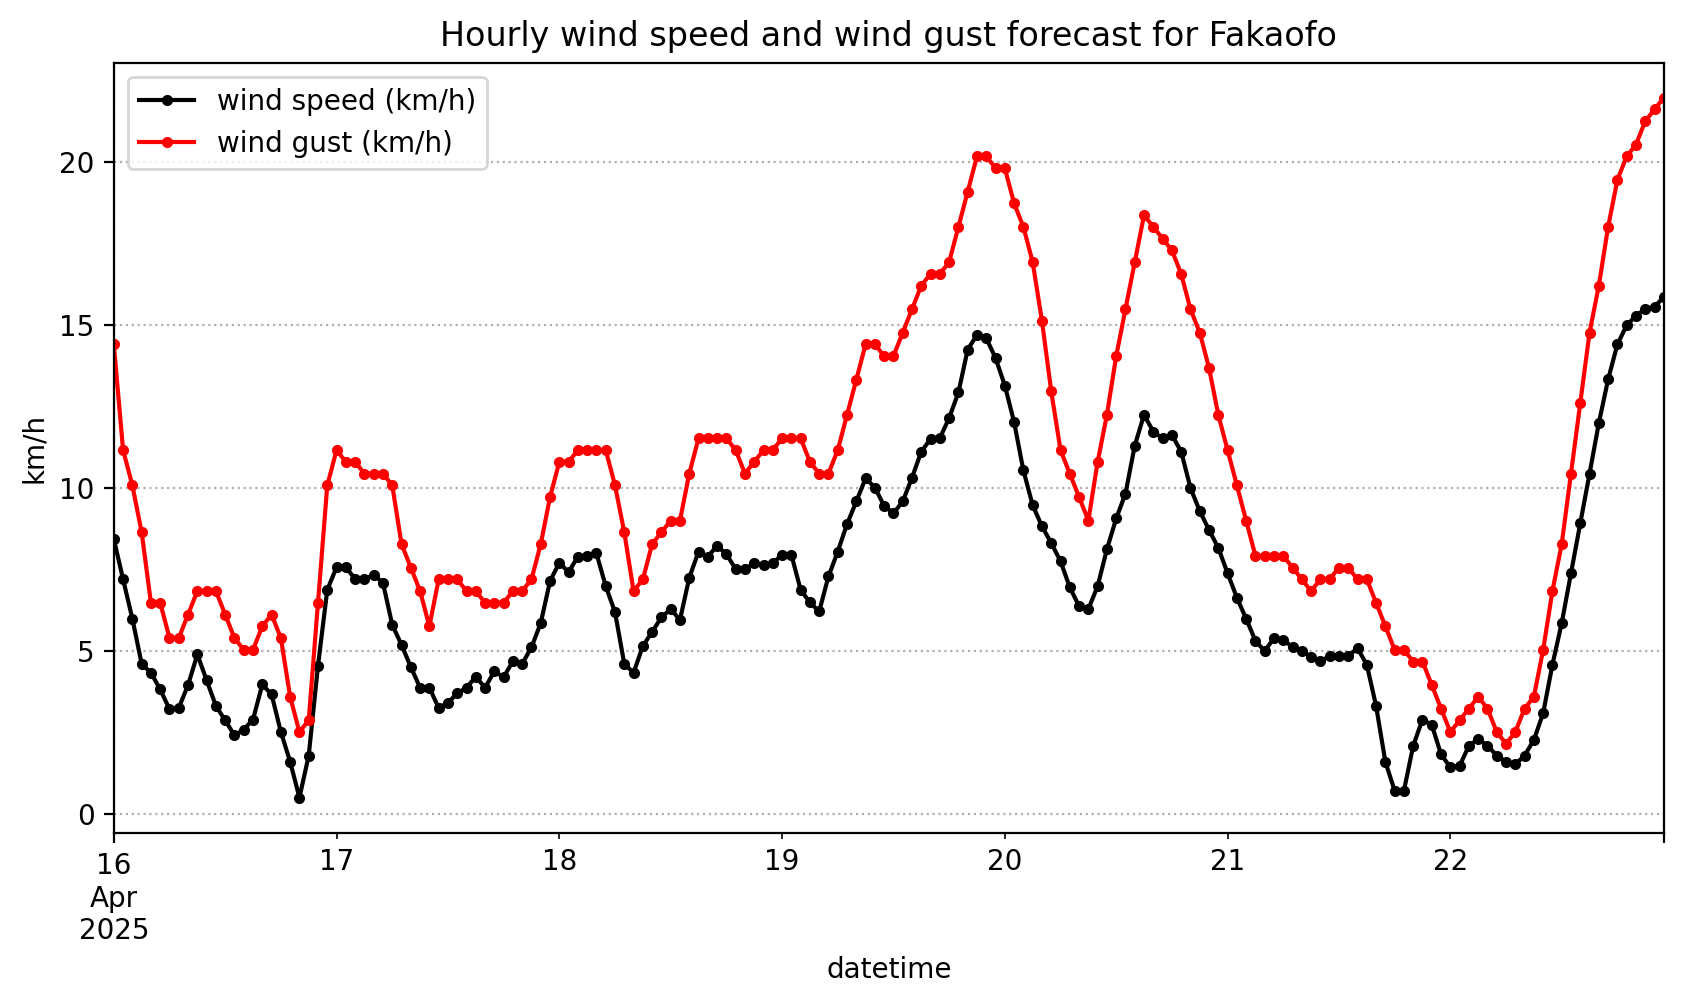 Hourly wind speed and wind gust forecast for Fakaofo
wind speed (km/h)
wind gust (km/h)
km/h
20
15
10
5
0
16
Apr
2025
17
18
19
20
21
22
datetime